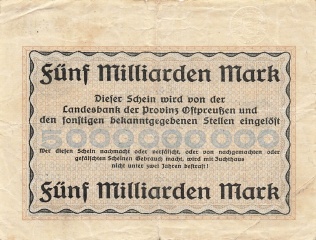 Fünf Milliarden Mark
Dieser Schein wird von der
Landesbank der Provinz Ostpreußen und
den sonstigen bekanntgegebenen Stellen eingelöst
5000000000
Wer diesen Schein nachmacht oder verfälscht, oder von nachgemachten oder
gefälschten Scheinen Gebrauch macht, wird mit Zuchthaus
nicht unter zwei Jahren bestraft!
Fünf Milliarden Mark